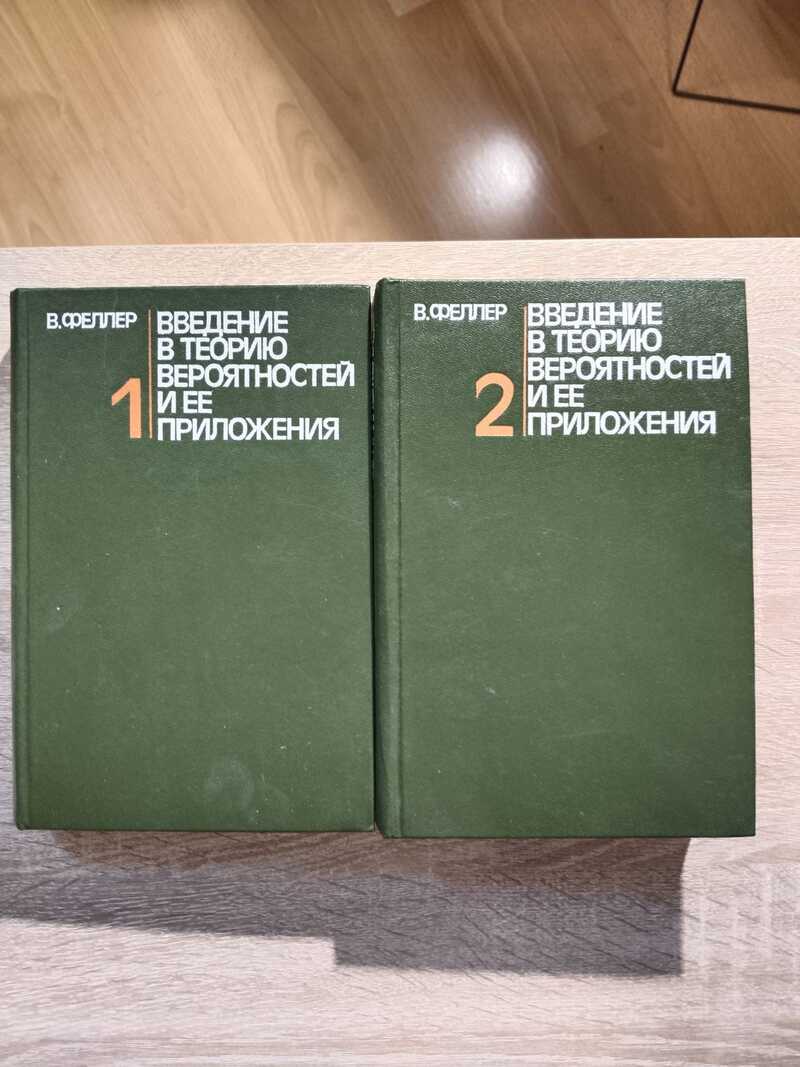 В.ФЕЛЛЕР
1
ВВЕДЕНИЕ
В ТЕОРИЮ
ВЕРОЯТНОСТЕЙ
И ЕЕ
ПРИЛОЖЕНИЯ
В.ФЕЛЛЕР
2
ВВЕДЕНИЕ
В ТЕОРИЮ
ВЕРОЯТНОСТЕЙ
И ЕЕ
ПРИЛОЖЕНИЯ